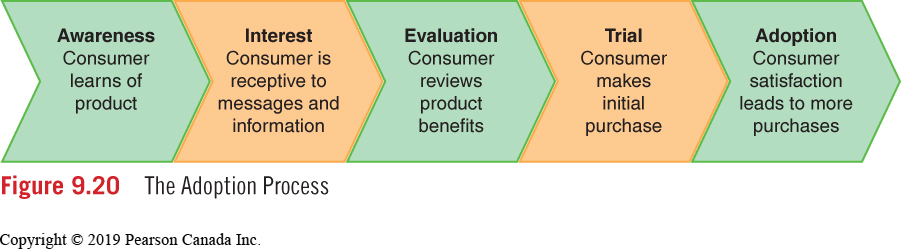 Awareness
Consumer
learns of
product
Interest
Consumer is
receptive to
messages and
information
Evaluation
Consumer
reviews
product
benefits
Trial
Consumer
makes
initial
purchase
Adoption
Consumer
satisfaction
leads to more
purchases
Figure 9.20 The Adoption Process
Copyright © 2019 Pearson Canada Inc.